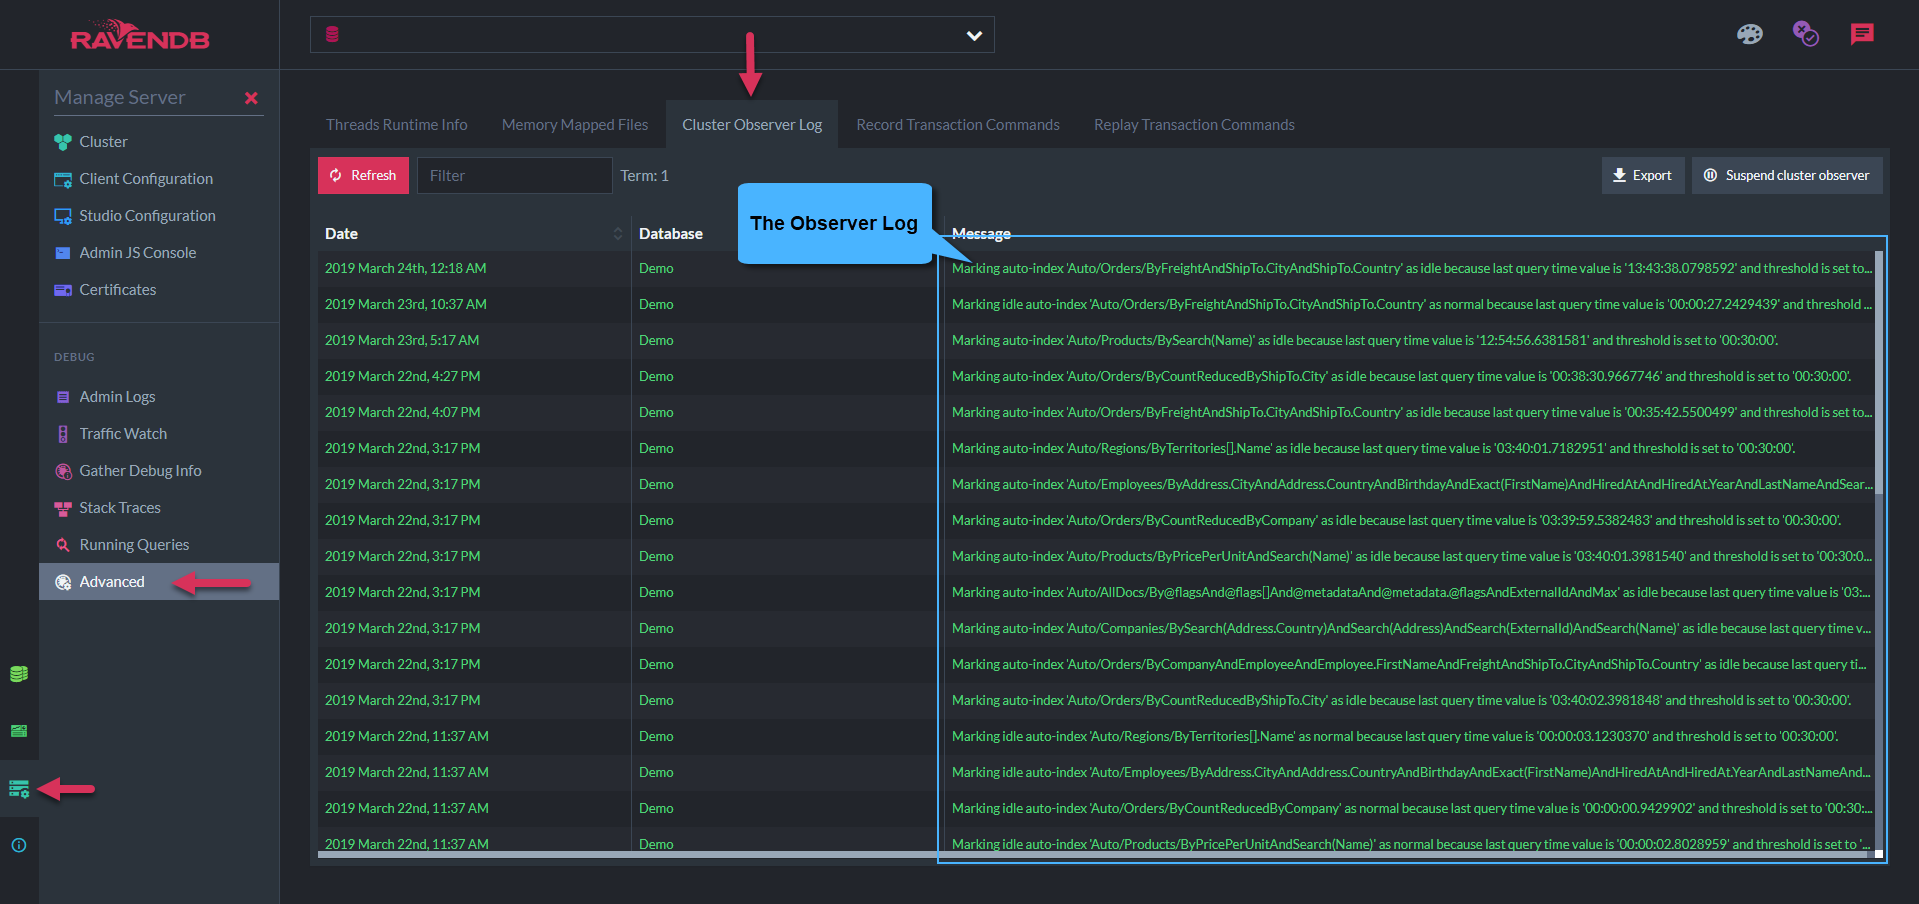 RAVENDB
Manage Server
Cluster
Client Configuration
Studio Configuration
Admin JS Console
Certificates
DEBUG
Admin Logs
Traffic Watch
Gather Debug Info
Stack Traces
Running Queries
Advanced
Threads Runtime Info
Memory Mapped Files
Cluster Observer Log
Record Transaction Commands
Replay Transaction Commands
Refresh
Filter
Term: 1
Export
Suspend cluster observer
The Observer Log
Date Database Message
2019 March 24th, 12:18 AM Demo Marking auto-index 'Auto/Orders/ByFreightAndShipTo.CityAndShipTo.Country' as idle because last query time value is '13:43:38.0798592' and threshold is set to...
2019 March 23rd, 10:37 AM Demo Marking idle auto-index 'Auto/Orders/ByFreightAndShipTo.CityAndShipTo.Country' as normal because last query time value is '00:00:27.2429439' and threshold ...
2019 March 23rd, 5:17 AM Demo Marking auto-index 'Auto/Products/BySearch(Name)' as idle because last query time value is '12:54:56.6381581' and threshold is set to '00:30:00'.
2019 March 22nd, 4:27 PM Demo Marking auto-index 'Auto/Orders/ByCountReducedByShipTo.City' as idle because last query time value is '00:38:30.9667746' and threshold is set to '00:30:00'.
2019 March 22nd, 4:07 PM Demo Marking auto-index 'Auto/Orders/ByFreightAndShipTo.CityAndShipTo.Country' as idle because last query time value is '00:35:42.5500499' and threshold is set to...
2019 March 22nd, 3:17 PM Demo Marking auto-index 'Auto/Regions/ByTerritories[].Name' as idle because last query time value is '03:40:01.7182951' and threshold is set to '00:30:00'.
2019 March 22nd, 3:17 PM Demo Marking auto-index 'Auto/Employees/ByAddress.CityAndAddress.CountryAndBirthdayAndExact(FirstName)AndHiredAtAndHiredAt.YearAndLastNameAndSear...
2019 March 22nd, 3:17 PM Demo Marking auto-index 'Auto/Orders/ByCountReducedByCompany' as idle because last query time value is '03:39:59.5382483' and threshold is set to '00:30:00'.
2019 March 22nd, 3:17 PM Demo Marking auto-index 'Auto/Products/ByPricePerUnitAndSearch(Name)' as idle because last query time value is '03:40:01.3981540' and threshold is set to '00:30:0...
2019 March 22nd, 3:17 PM Demo Marking auto-index 'Auto/AllDocs/By@flagsAnd@flags[]And@metadataAnd@metadata.@flagsAndExternalIdAndMax' as idle because last query time value is '03:...
2019 March 22nd, 3:17 PM Demo Marking auto-index 'Auto/Companies/BySearch(Address.Country)AndSearch(Address)AndSearch(ExternalId)AndSearch(Name)' as idle because last query time v...
2019 March 22nd, 3:17 PM Demo Marking auto-index 'Auto/Orders/ByCompanyAndEmployeeAndEmployee.FirstNameAndFreightAndShipTo.CityAndShipTo.Country' as idle because last query ti...
2019 March 22nd, 3:17 PM Demo Marking auto-index 'Auto/Orders/ByCountReducedByShipTo.City' as idle because last query time value is '03:40:02.3981848' and threshold is set to '00:30:00'.
2019 March 22nd, 11:37 AM Demo Marking idle auto-index 'Auto/Regions/ByTerritories[].Name' as normal because last query time value is '00:00:03.1230370' and threshold is set to '00:30:00'.
2019 March 22nd, 11:37 AM Demo Marking idle auto-index 'Auto/Employees/ByAddress.CityAndAddress.CountryAndBirthdayAndExact(FirstName)AndHiredAtAndHiredAt.YearAndLastNameAnd...
2019 March 22nd, 11:37 AM Demo Marking idle auto-index 'Auto/Orders/ByCountReducedByCompany' as normal because last query time value is '00:00:00.9429902' and threshold is set to '00:30:...
2019 March 22nd, 11:37 AM Demo Marking idle auto-index 'Auto/Products/ByPricePerUnitAndSearch(Name)' as normal because last query time value is '00:00:02.8028959' and threshold is set to '...